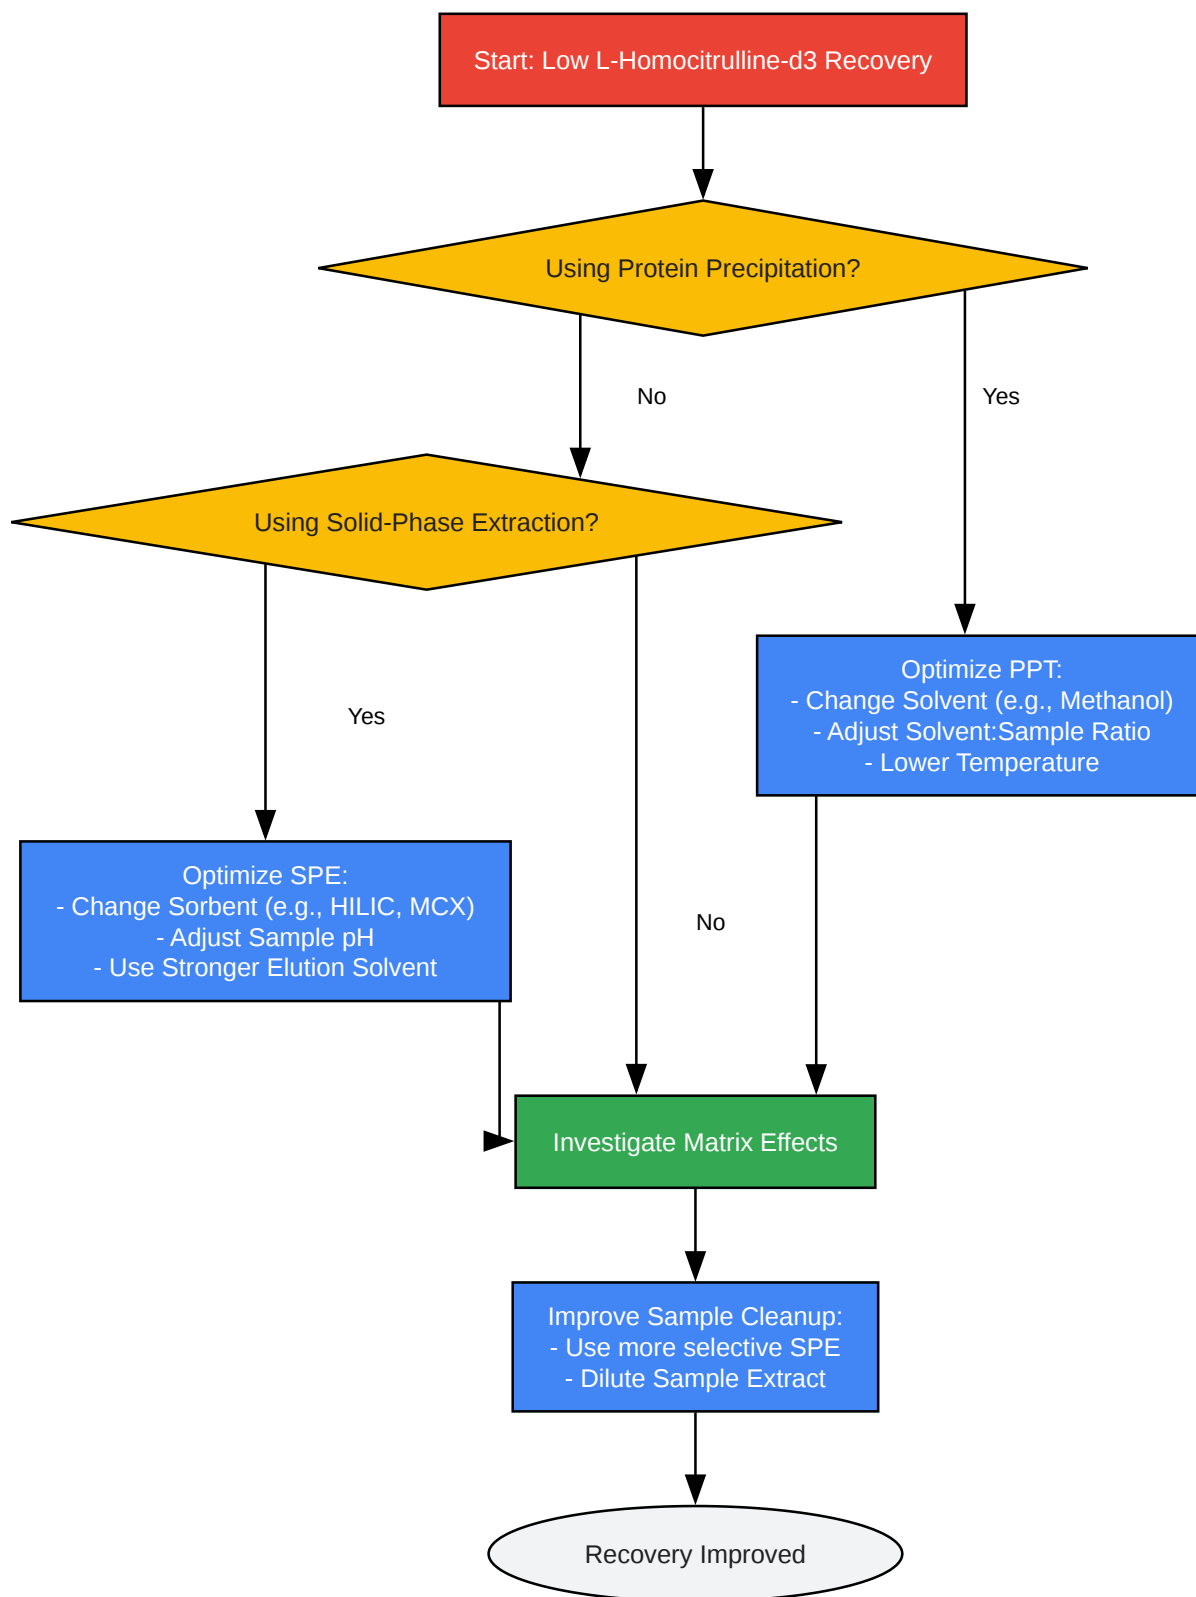 Start: Low L-Homocitrulline-d3 Recovery
Using Protein Precipitation?
No
Yes
Using Solid-Phase Extraction?
Optimize PPT:
- Change Solvent (e.g., Methanol)
- Adjust Solvent:Sample Ratio
- Lower Temperature
Yes
Optimize SPE:
- Change Sorbent (e.g., HILIC, MCX)
- Adjust Sample pH
- Use Stronger Elution Solvent
No
Investigate Matrix Effects
Improve Sample Cleanup:
- Use more selective SPE
- Dilute Sample Extract
Recovery Improved